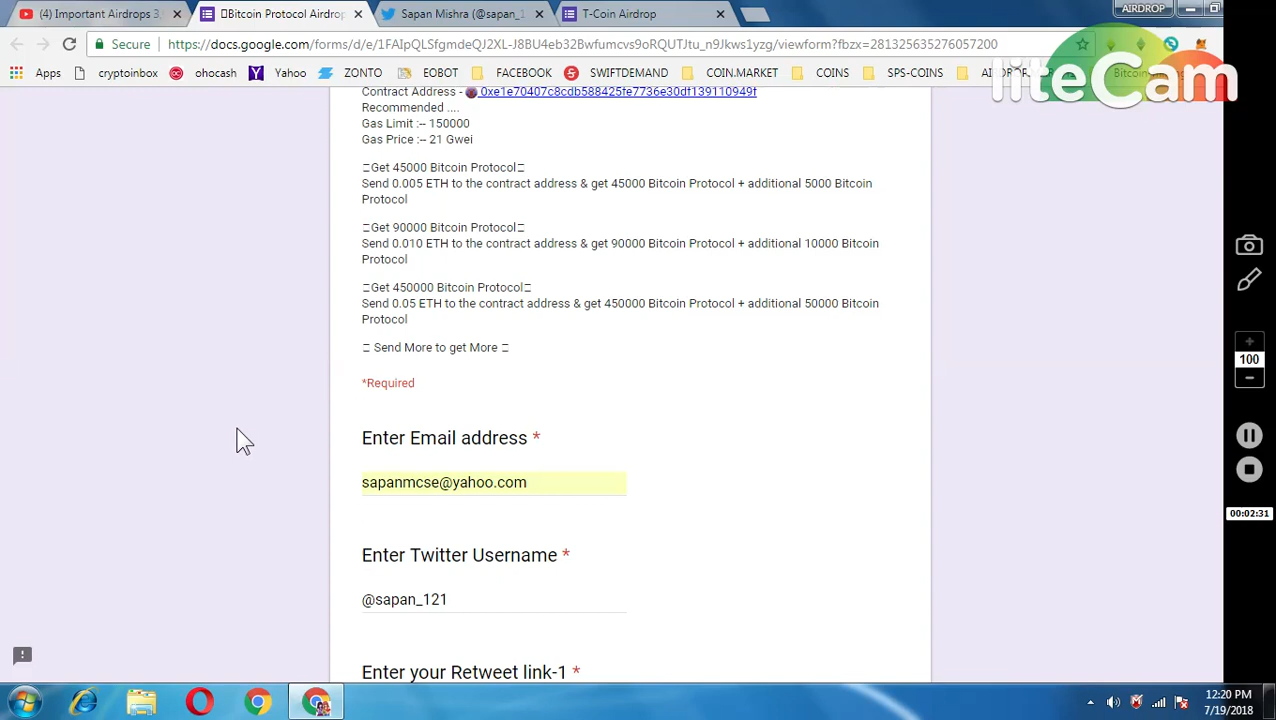 (4) Important Airdrops 3
Bitcoin Protocol Airdrop
Sapan Mishra (@sapan_1
T-Coin Airdrop
AIRDROP
Secure
https://docs.google.com/forms/d/e/1FAIpQLSfgmdeQJ2XL-J8BU4eb32Bwfumcvs9oRQUTJtu_n9Jkws1yzg/viewform?fbzx=281325635276057200
Apps
cryptoinbox
ohocash
Yahoo
EOBOT
FACEBOOK
SWIFTDEMAND
COIN.MARKET
COINS
SPS-COINS
liteCam
Contract Address - 0xe1e70407c8cdb588425fe7736e30df139110949f
Recommended ....
Gas Limit :-- 150000
Gas Price :-- 21 Gwei
Get 45000 Bitcoin Protocol
Send 0.005 ETH to the contract address & get 45000 Bitcoin Protocol + additional 5000 Bitcoin
Protocol
Get 90000 Bitcoin Protocol
Send 0.010 ETH to the contract address & get 90000 Bitcoin Protocol + additional 10000 Bitcoin
Protocol
Get 450000 Bitcoin Protocol
Send 0.05 ETH to the contract address & get 450000 Bitcoin Protocol + additional 50000 Bitcoin
Protocol
Send More to get More
*Required
Enter Email address *
sapanmcse@yahoo.com
Enter Twitter Username *
@sapan_121
Enter your Retweet link-1 *
100
00:02:31
12:20 PM
7/19/2018